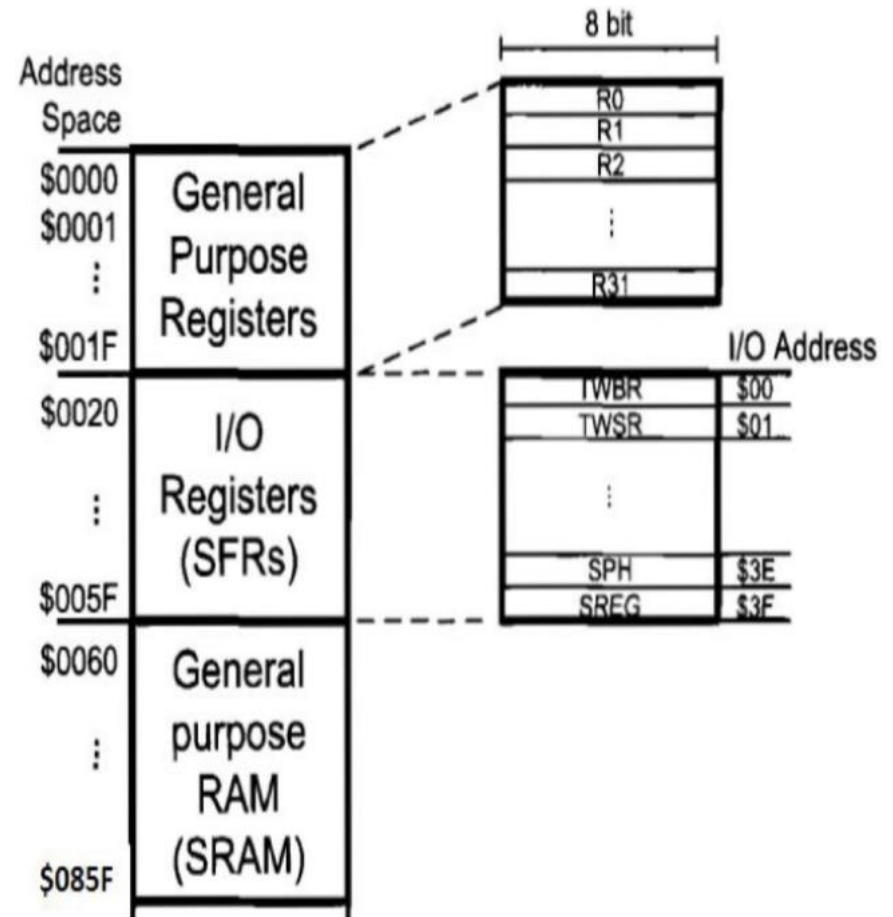 8 bit
Address
Space
$0000
$0001
⋮
$001F
General
Purpose
Registers
R0
R1
R2
⋮
R31
I/O Address
$0020
⋮
$005F
I/O
Registers
(SFRs)
TWBR $00
TWSR $01
⋮
SPH $3E
SREG $3F
$0060
⋮
$085F
General
purpose
RAM
(SRAM)